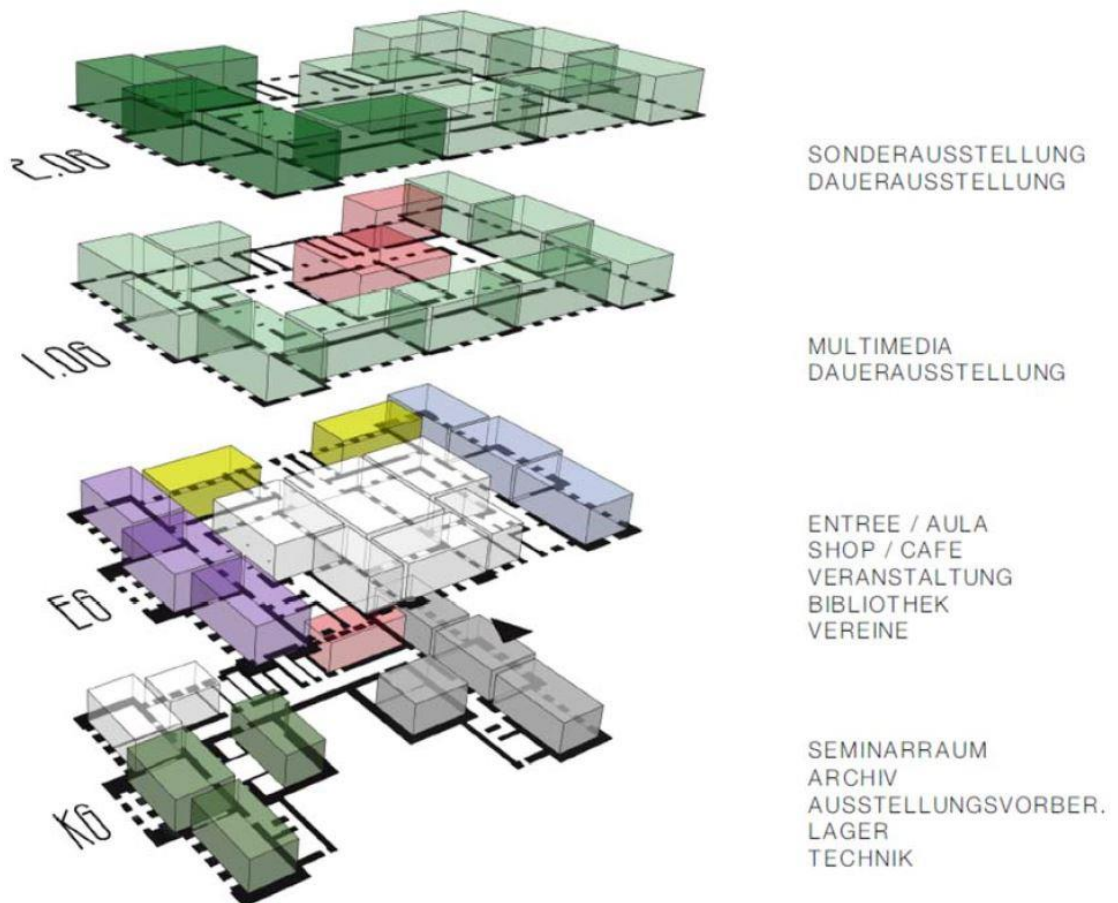 2.OG
SONDERAUSSTELLUNG
DAUERAUSSTELLUNG
1.OG
MULTIMEDIA
DAUERAUSSTELLUNG
EG
ENTREE / AULA
SHOP / CAFE
VERANSTALTUNG
BIBLIOTHEK
VEREINE
KG
SEMINARRAUM
ARCHIV
AUSSTELLUNGSVORBER.
LAGER
TECHNIK